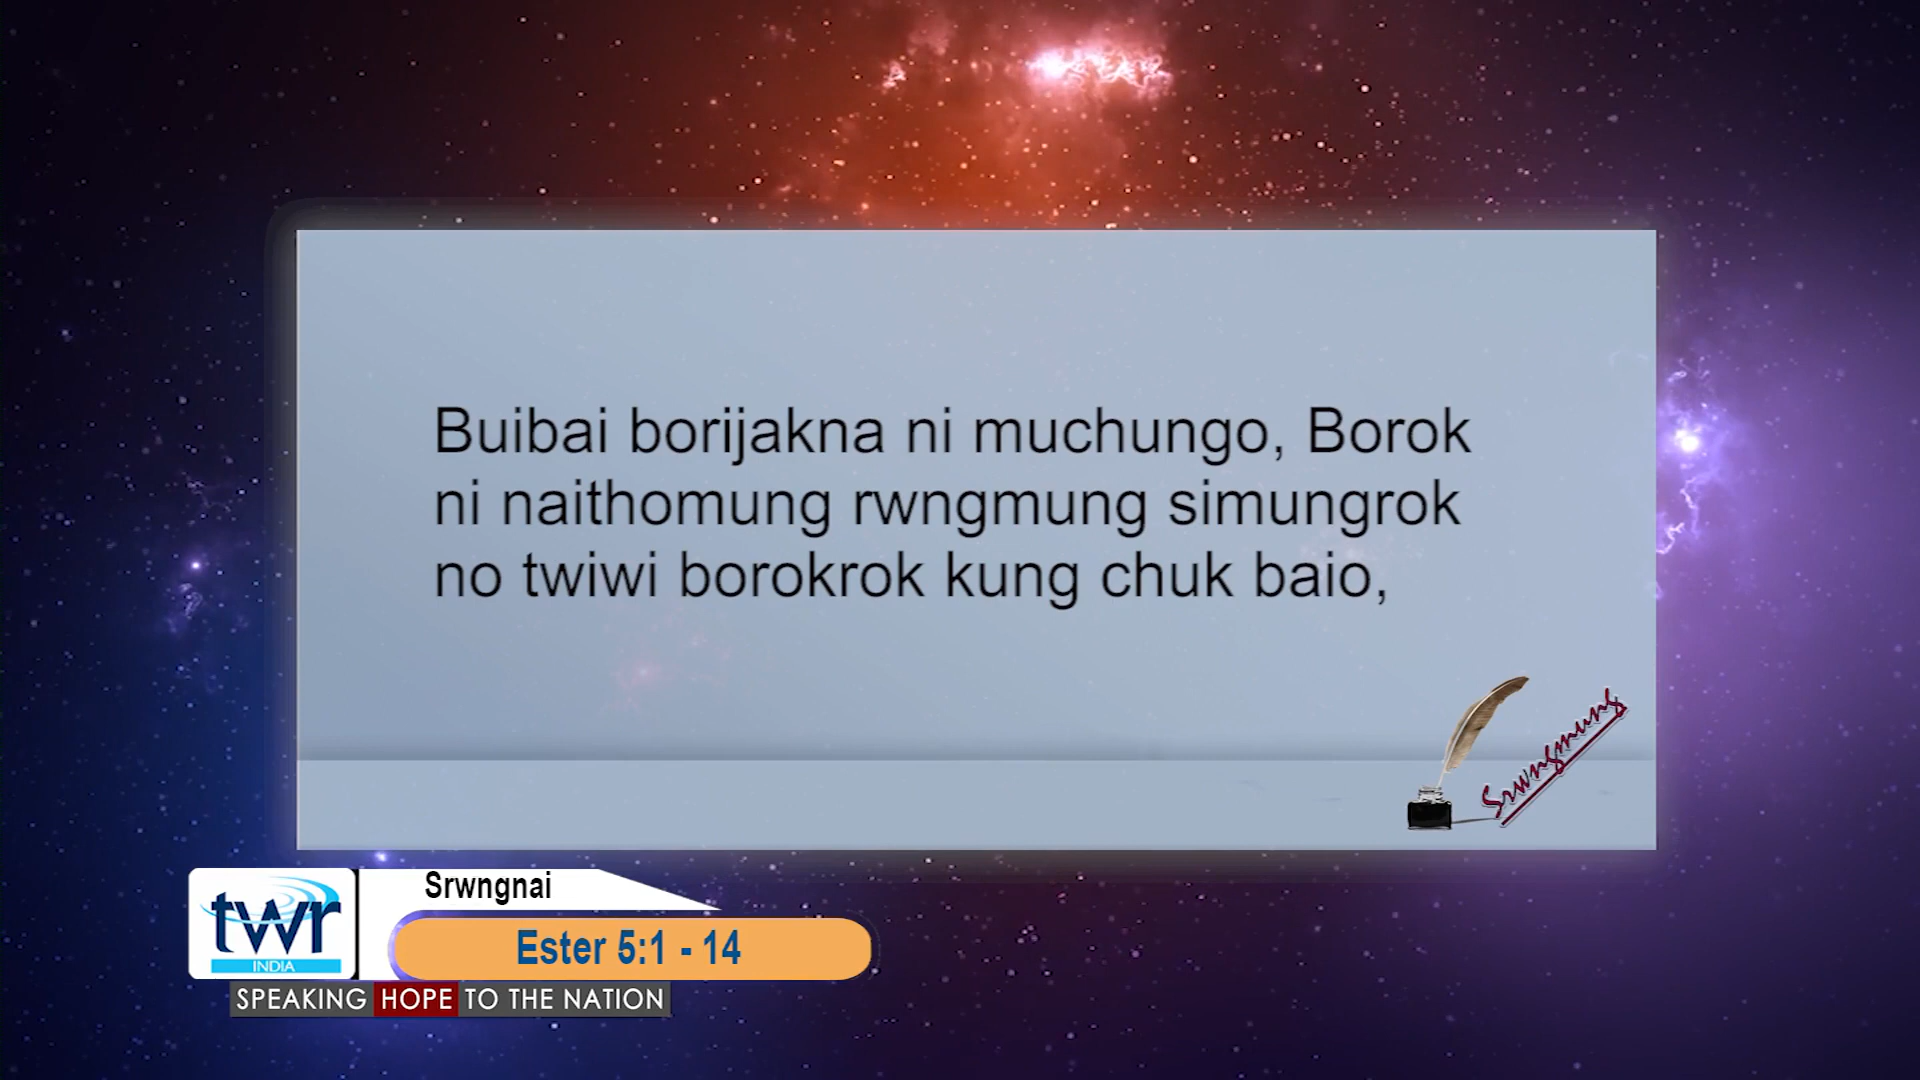 Buibai borijakna ni muchungo, Borok
ni naithomung rwngmung simungrok
no twiwi borokrok kung chuk baio,
Srwngmung
twr
INDIA
Srwngnai
Ester 5:1 - 14
SPEAKING HOPE TO THE NATION